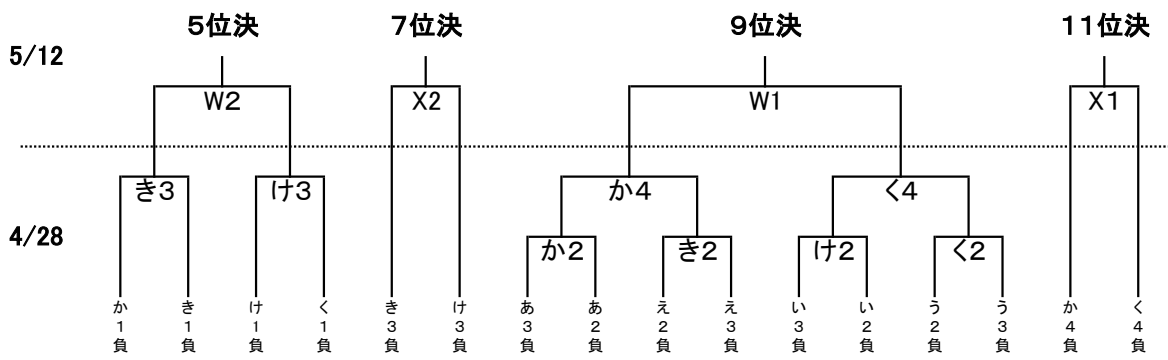 5位決 7位決 9位決 11位決
5/12
W2 X2 W1 X1
き3 け3 か4 く4
4/28
か2 き2 け2 く2
か1負 き1負 け1負 く1負 き3負 け3負 あ3負 あ2負 え2負 え3負 い3負 い2負 う2負 う3負 か4負 く4負